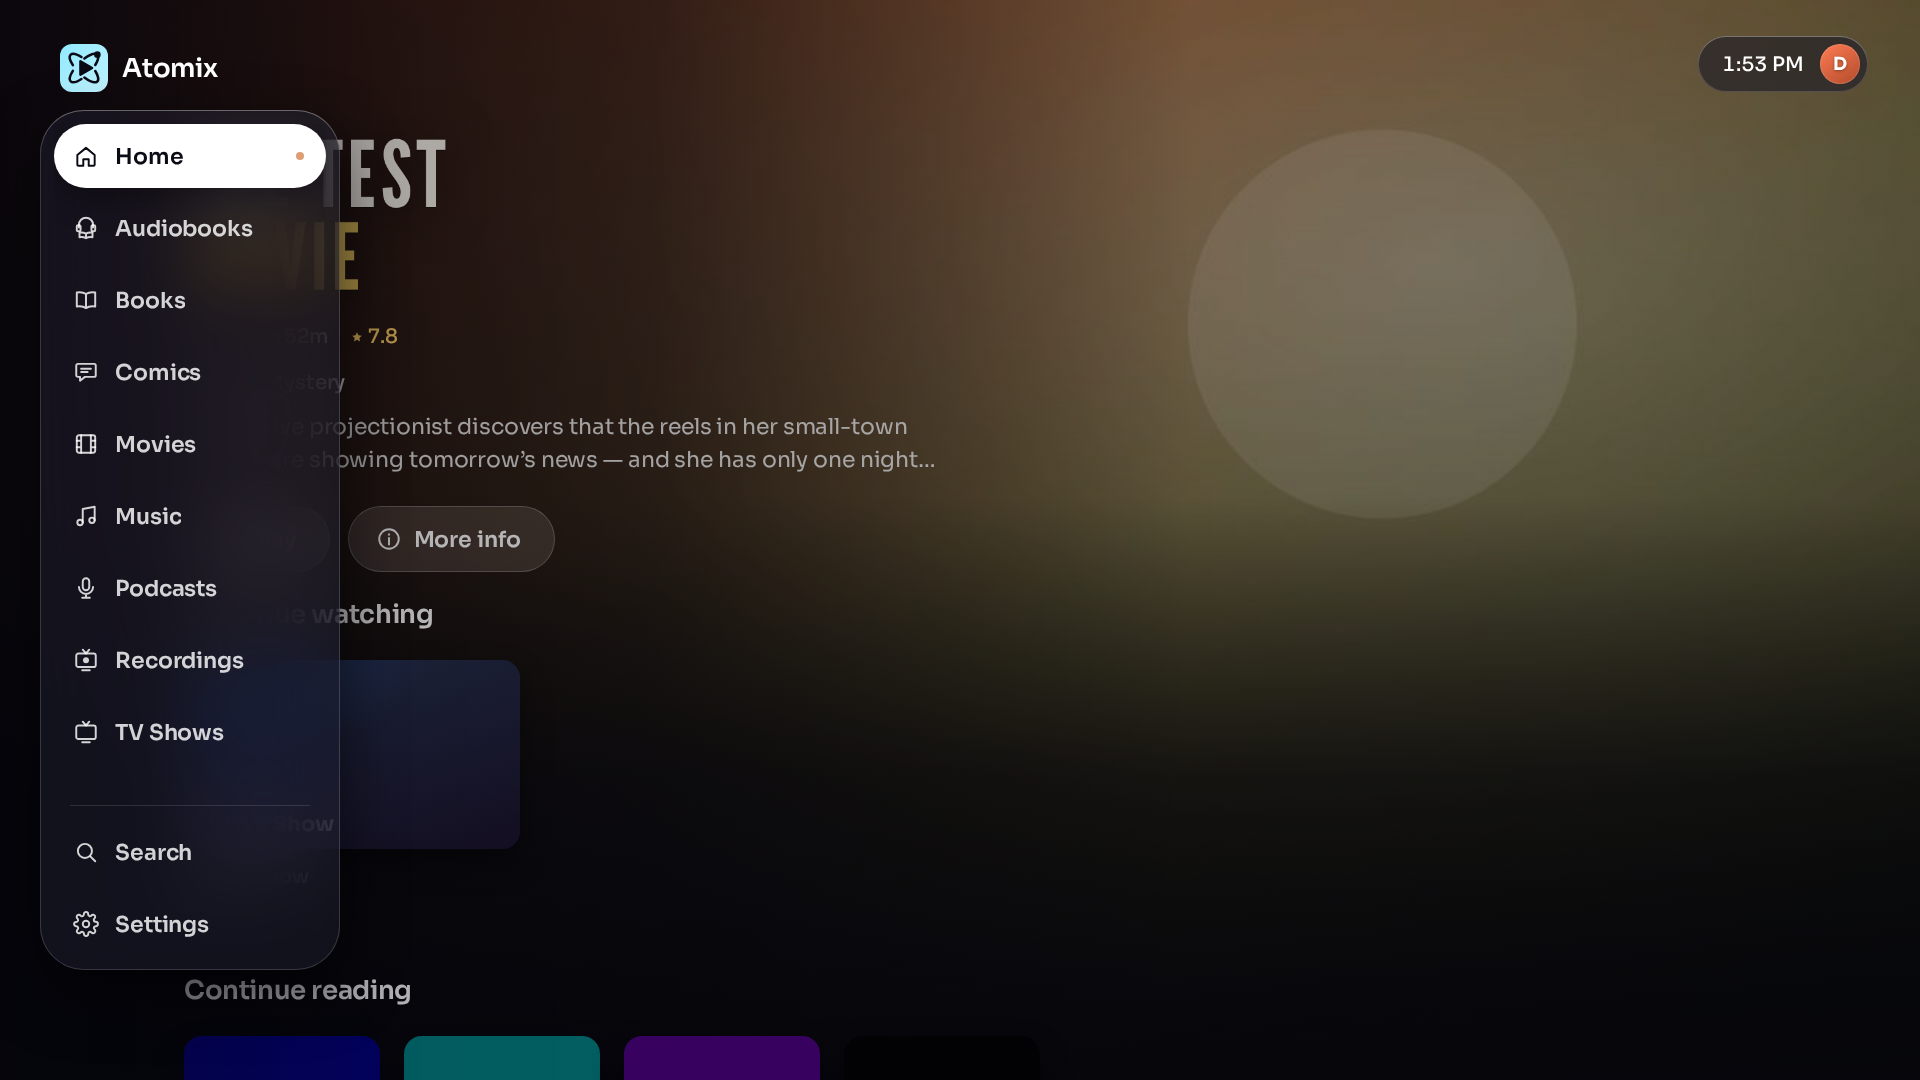 Atomix
1:53 PM
D
Home
TEST
Audiobooks
VIE
Books
52m
7.8
Comics
projectionist discovers that the reels in her small-town
Movies
showing tomorrow's news — and she has only one night...
Music
More info
Podcasts
watching
Recordings
TV Shows
Search
Settings
Continue reading